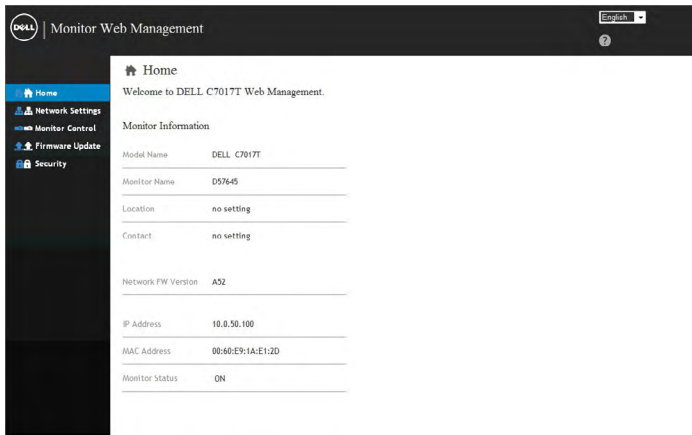 DELL | Monitor Web Management
English
?
Home
Network Settings
Monitor Control
Firmware Update
Security
Home
Welcome to DELL C7017T Web Management.
Monitor Information
Model Name DELL C7017T
Monitor Name D57645
Location no setting
Contact no setting
Network FW Version A52
IP Address 10.0.50.100
MAC Address 00:60:E9:1A:E1:2D
Monitor Status ON